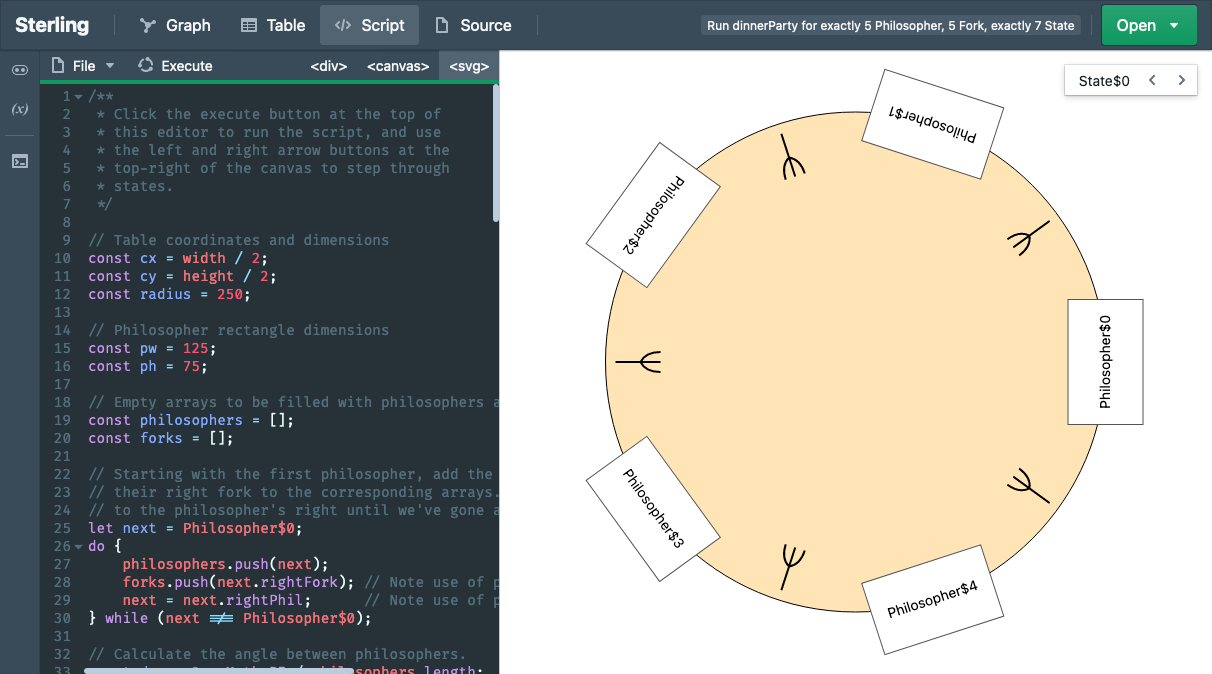 Sterling Graph Table Script Source Run dinnerParty for exactly 5 Philosopher, 5 Fork, exactly 7 State Open
File Execute <div> <canvas> <svg>
State$0
(x)
1 /**
2 * Click the execute button at the top of
3 * this editor to run the script, and use
4 * the left and right arrow buttons at the
5 * top-right of the canvas to step through
6 * states.
7 */
8
9 // Table coordinates and dimensions
10 const cx = width / 2;
11 const cy = height / 2;
12 const radius = 250;
13
14 // Philosopher rectangle dimensions
15 const pw = 125;
16 const ph = 75;
17
18 // Empty arrays to be filled with philosophers a
19 const philosophers = [];
20 const forks = [];
21
22 // Starting with the first philosopher, add the
23 // their right fork to the corresponding arrays.
24 // to the philosopher's right until we've gone a
25 let next = Philosopher$0;
26 do {
27 philosophers.push(next);
28 forks.push(next.rightFork); // Note use of p
29 next = next.rightPhil; // Note use of p
30 } while (next !== Philosopher$0);
31
32 // Calculate the angle between philosophers.
33
Philosopher$1
Philosopher$2
Philosopher$0
Philosopher$3
Philosopher$4